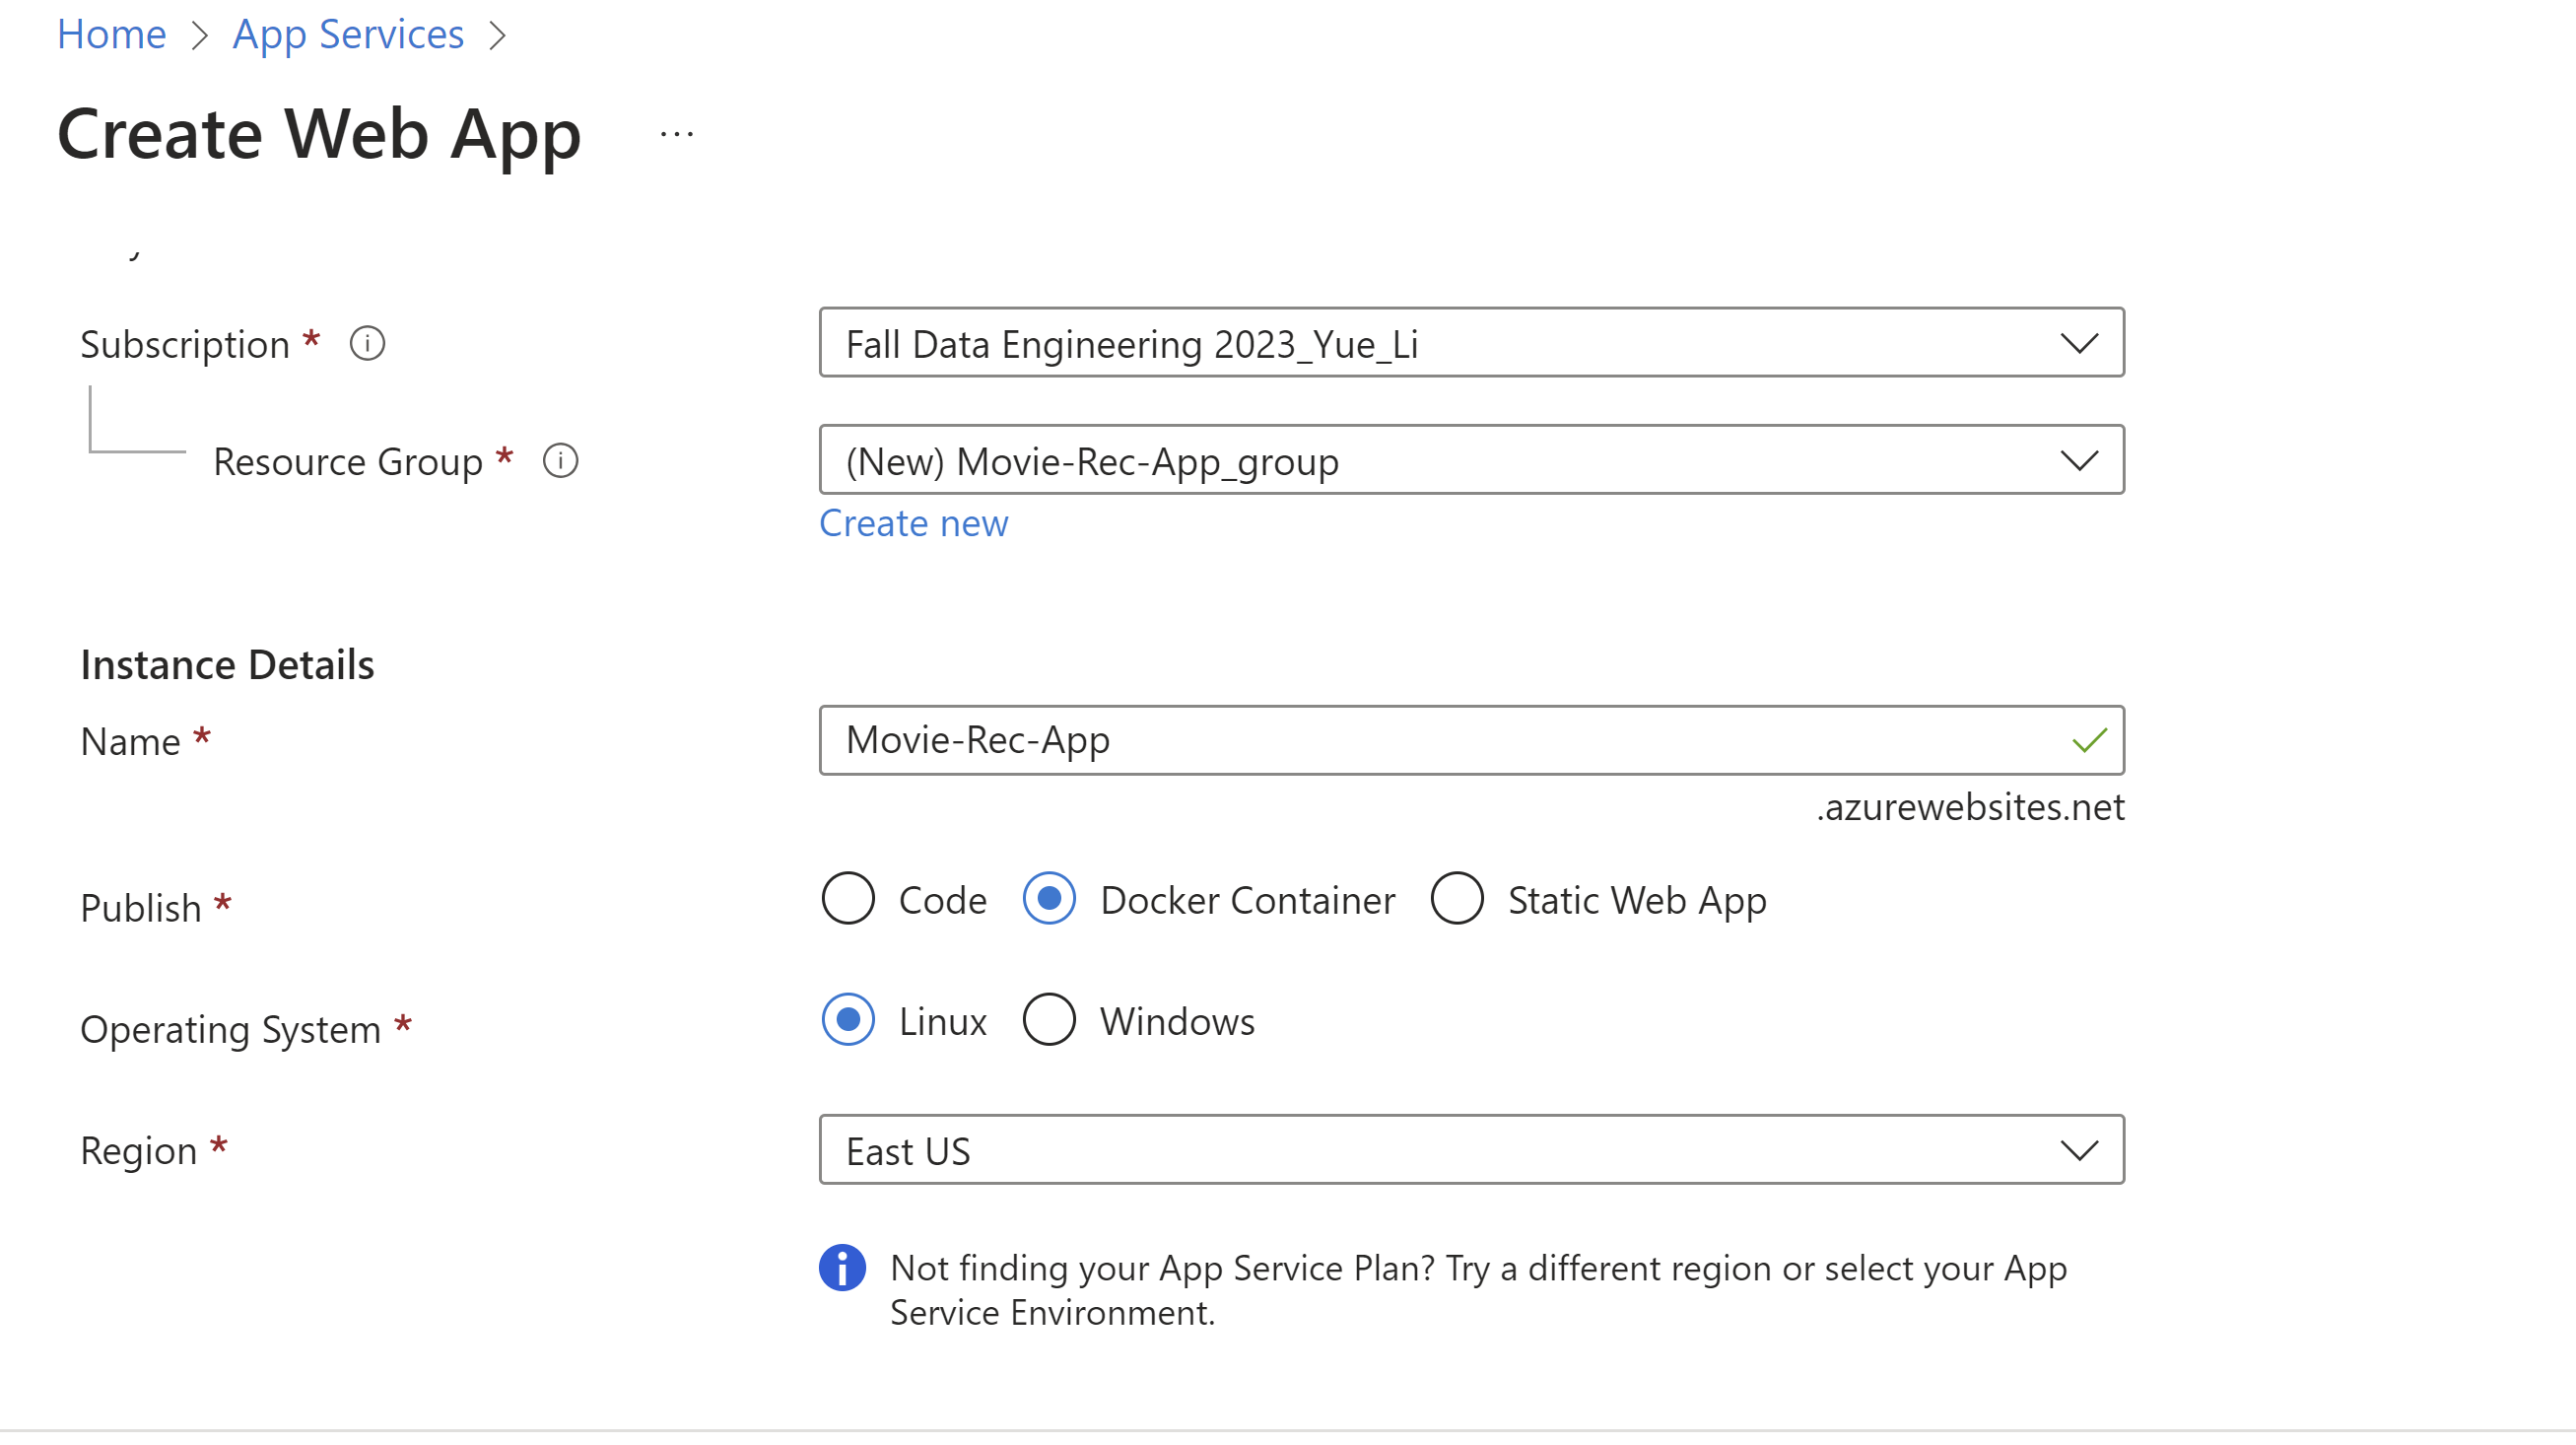 Home > App Services >
Create Web App ...
Subscription * Fall Data Engineering 2023_Yue_Li
Resource Group * (New) Movie-Rec-App_group
Create new
Instance Details
Name * Movie-Rec-App
.azurewebsites.net
Publish * Code Docker Container Static Web App
Operating System * Linux Windows
Region * East US
Not finding your App Service Plan? Try a different region or select your App
Service Environment.